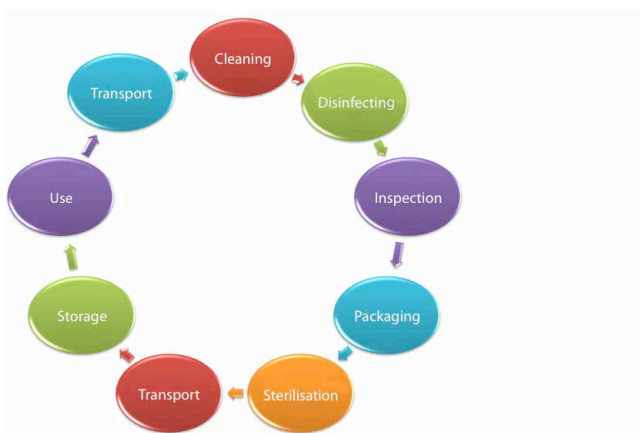 Cleaning
Disinfecting
Inspection
Packaging
Sterilisation
Transport
Storage
Use
Transport